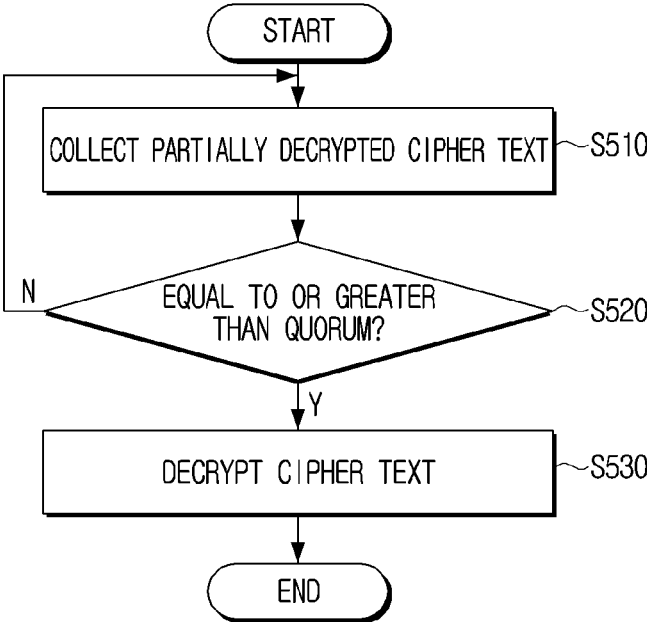 START
COLLECT PARTIALLY DECRYPTED CIPHER TEXT
S510
N
EQUAL TO OR GREATER
THAN QUORUM?
S520
Y
DECRYPT CIPHER TEXT
S530
END